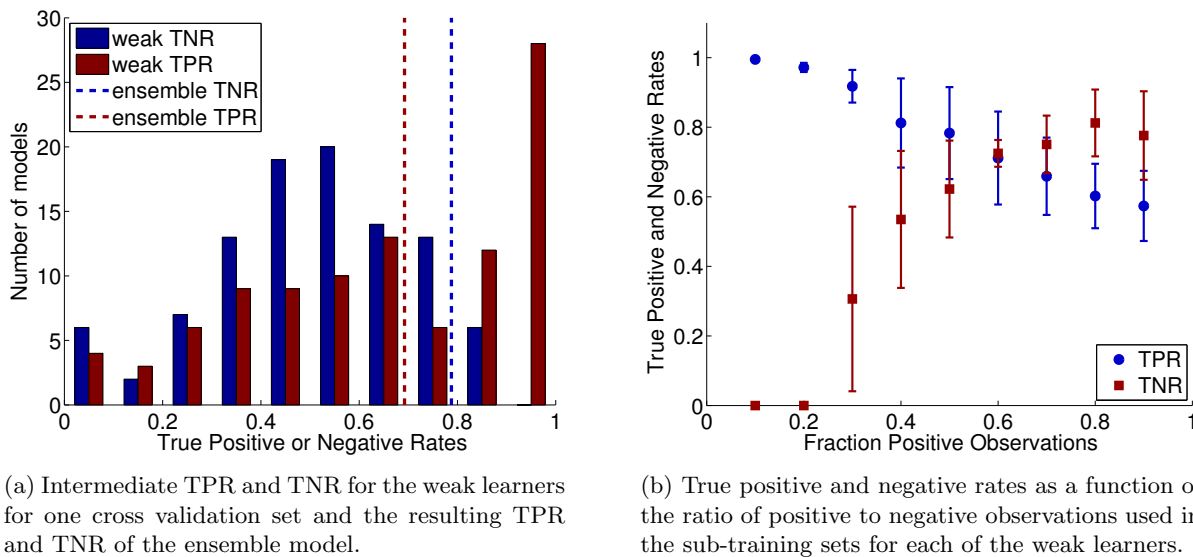 30
25
20
15
10
5
0
Number of models
weak TNR
weak TPR
ensemble TNR
ensemble TPR
0 0.2 0.4 0.6 0.8 1
True Positive or Negative Rates
(a) Intermediate TPR and TNR for the weak learners
for one cross validation set and the resulting TPR
and TNR of the ensemble model.
1
0.8
0.6
0.4
0.2
0
True Positive and Negative Rates
TPR
TNR
0 0.2 0.4 0.6 0.8 1
Fraction Positive Observations
(b) True positive and negative rates as a function o
the ratio of positive to negative observations used in
the sub-training sets for each of the weak learners.